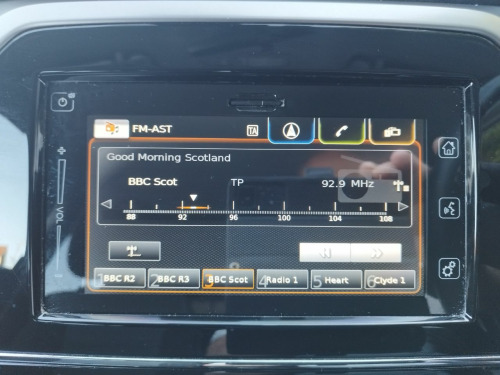 FM-AST TA
Good Morning Scotland
BBC Scot TP 92.9 MHz
88 92 96 100 104 108
1 BBC R2 2 BBC R3 3 BBC Scot 4 Radio 1 5 Heart 6 Clyde 1
+ VOL -